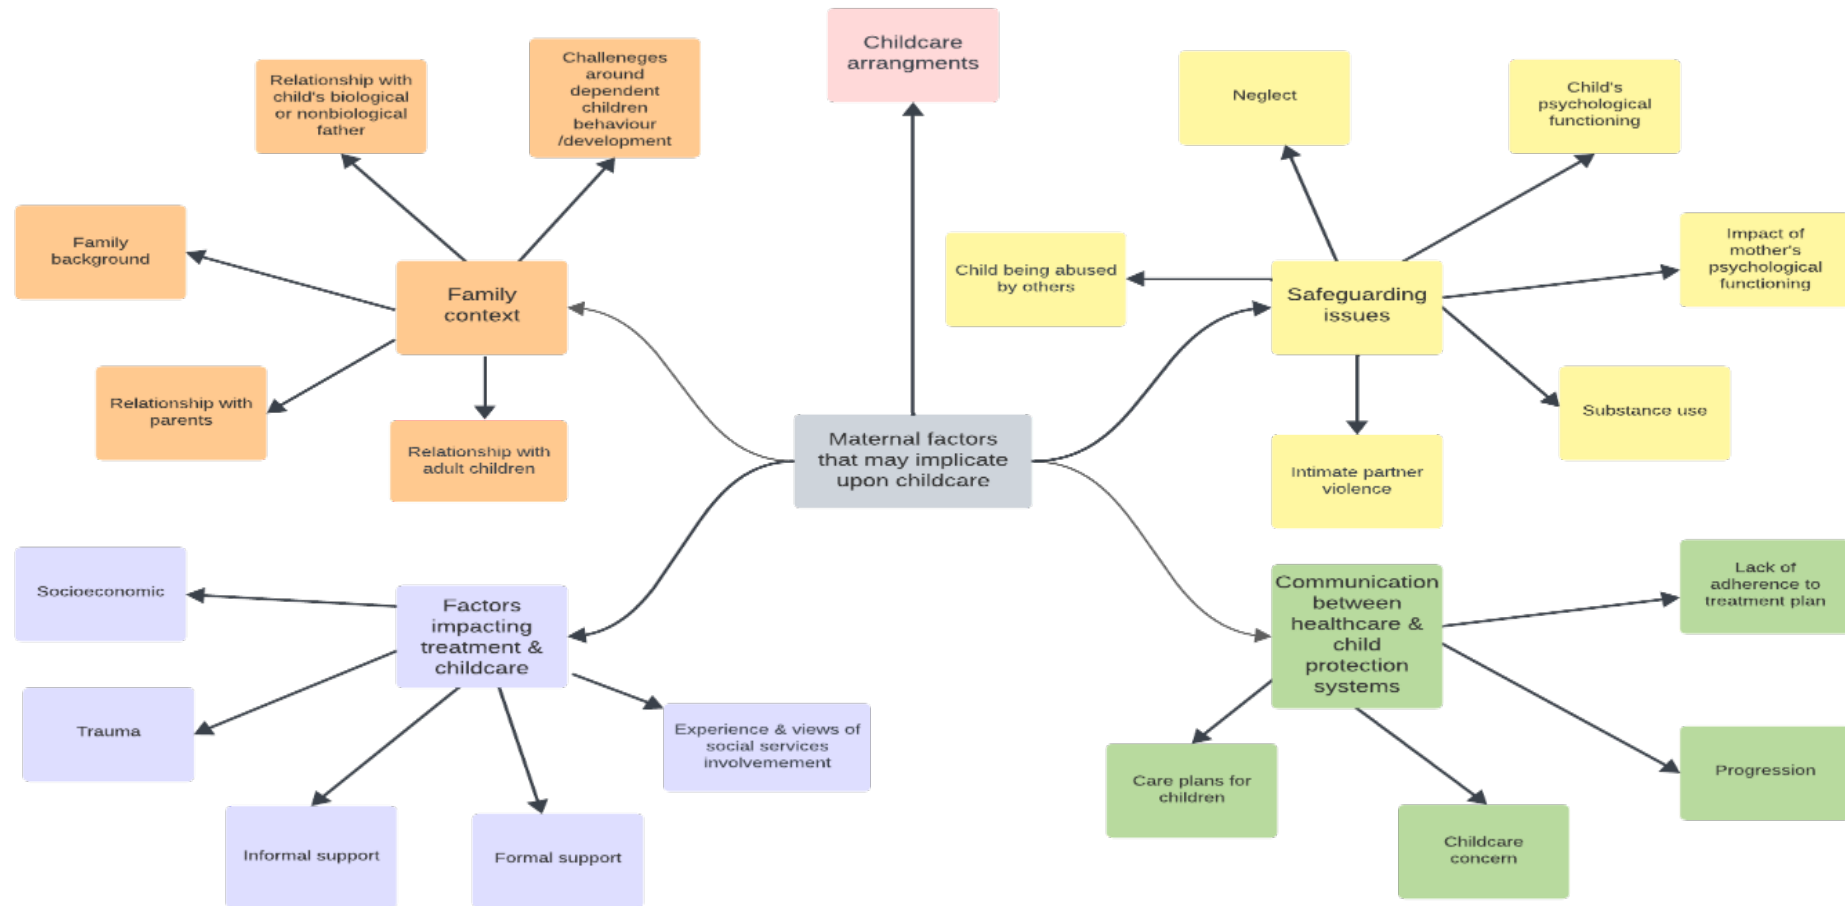 Childcare
arrangments
Relationship with
child's biological
or nonbiological
father
Challeneges
around
dependent
children
behaviour
/development
Family
background
Family
context
Relationship with
parents
Relationship with
adult children
Neglect
Child's
psychological
functioning
Child being abused
by others
Safeguarding
issues
Impact of
mother's
psychological
functioning
Substance use
Intimate partner
violence
Maternal factors
that may implicate
upon childcare
Socioeconomic
Factors
impacting
treatment &
childcare
Trauma
Experience & views of
social services
involvemement
Informal support
Formal support
Communication
between
healthcare &
child
protection
systems
Lack of
adherence to
treatment plan
Care plans for
children
Progression
Childcare
concern